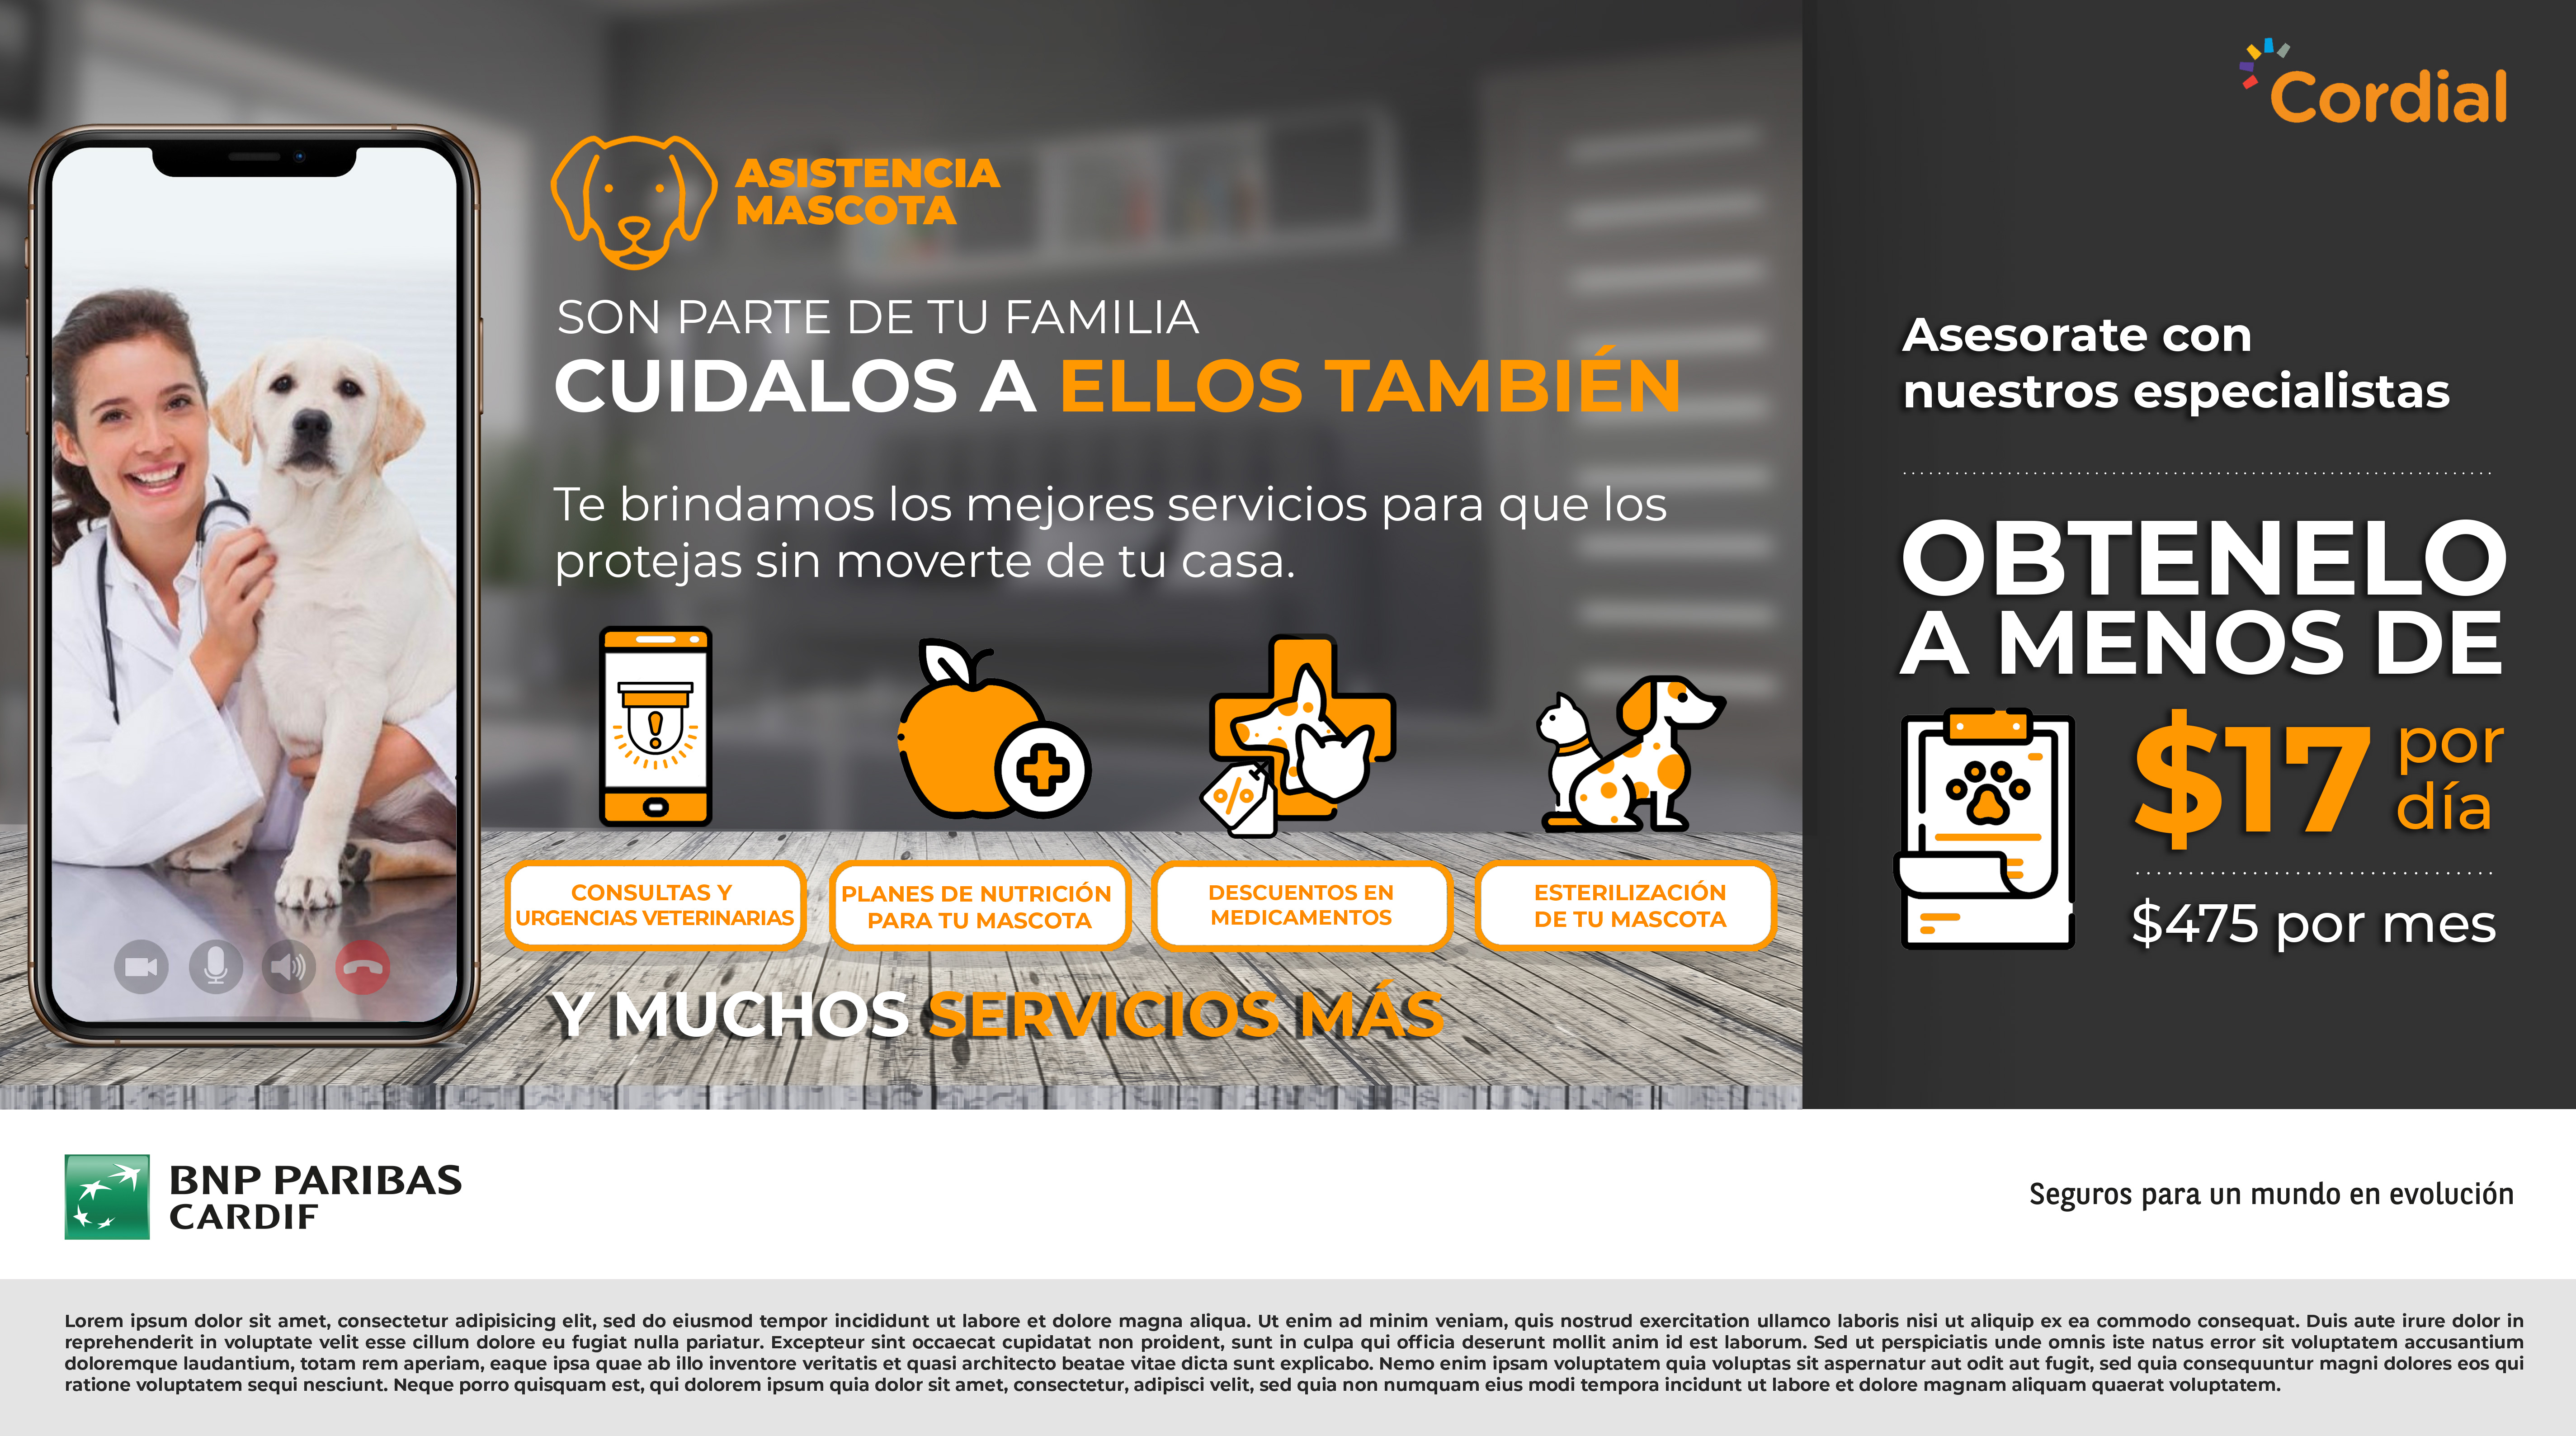 Cordial
ASISTENCIA
MASCOTA
SON PARTE DE TU FAMILIA
CUIDALOS A ELLOS TAMBIÉN
Te brindamos los mejores servicios para que los
protejas sin moverte de tu casa.
CONSULTAS Y
URGENCIAS VETERINARIAS
PLANES DE NUTRICIÓN
PARA TU MASCOTA
DESCUENTOS EN
MEDICAMENTOS
ESTERILIZACIÓN
DE TU MASCOTA
Y MUCHOS SERVICIOS MÁS
Asesorate con
nuestros especialistas
OBTENELO
A MENOS DE
$17 por
día
$475 por mes
BNP PARIBAS
CARDIF
Seguros para un mundo en evolución
Lorem ipsum dolor sit amet, consectetur adipisicing elit, sed do eiusmod tempor incididunt ut labore et dolore magna aliqua. Ut enim ad minim veniam, quis nostrud exercitation ullamco laboris nisi ut aliquip ex ea commodo consequat. Duis aute irure dolor in
reprehenderit in voluptate velit esse cillum dolore eu fugiat nulla pariatur. Excepteur sint occaecat cupidatat non proident, sunt in culpa qui officia deserunt mollit anim id est laborum. Sed ut perspiciatis unde omnis iste natus error sit voluptatem accusantium
doloremque laudantium, totam rem aperiam, eaque ipsa quae ab illo inventore veritatis et quasi architecto beatae vitae dicta sunt explicabo. Nemo enim ipsam voluptatem quia voluptas sit aspernatur aut odit aut fugit, sed quia consequuntur magni dolores eos qui
ratione voluptatem sequi nesciunt. Neque porro quisquam est, qui dolorem ipsum quia dolor sit amet, consectetur, adipisci velit, sed quia non numquam eius modi tempora incidunt ut labore et dolore magnam aliquam quaerat voluptatem.